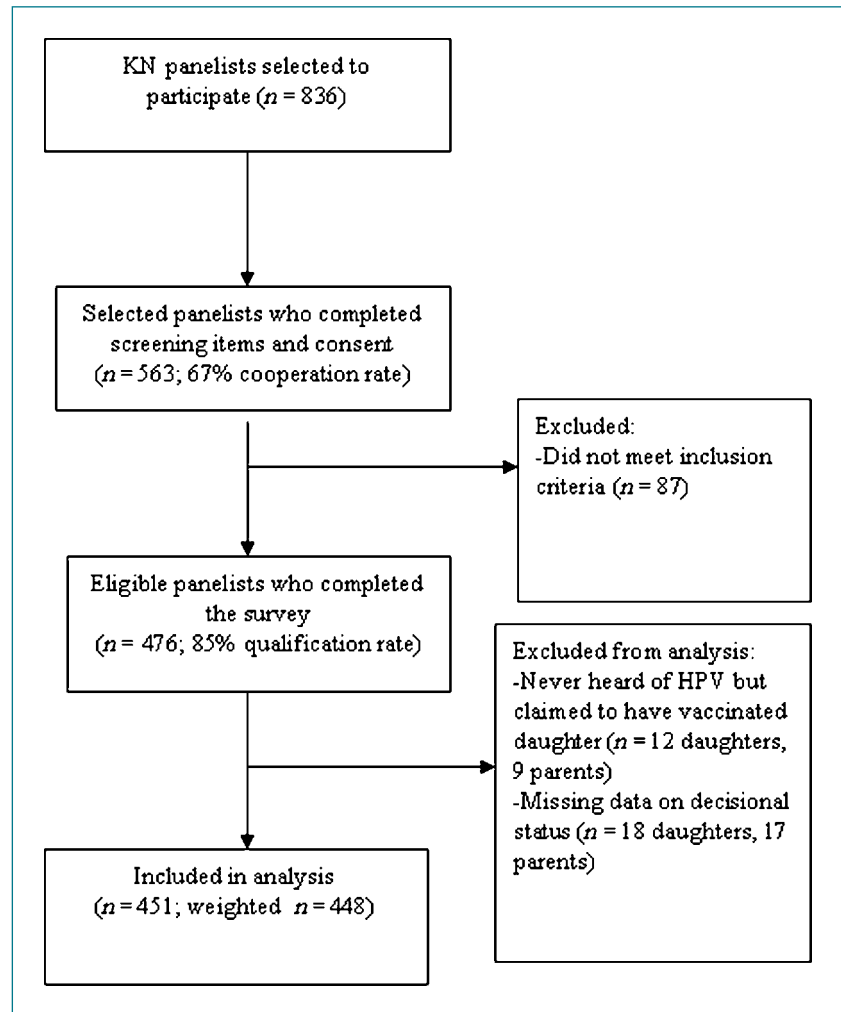 KN panelists selected to
participate (n = 836)
Selected panelists who completed
screening items and consent
(n = 563; 67% cooperation rate)
Excluded:
-Did not meet inclusion
criteria (n = 87)
Eligible panelists who completed
the survey
(n = 476; 85% qualification rate)
Excluded from analysis:
-Never heard of HPV but
claimed to have vaccinated
daughter (n = 12 daughters,
9 parents)
-Missing data on decisional
status (n = 18 daughters, 17
parents)
Included in analysis
(n = 451; weighted n = 448)